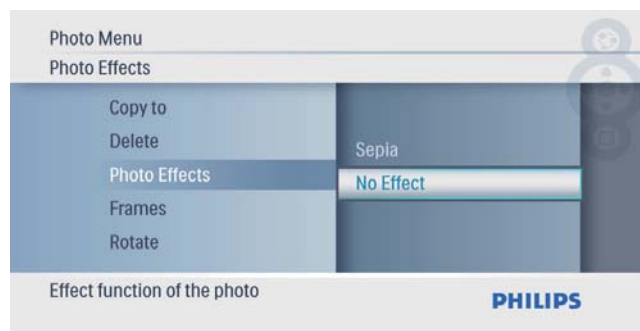 Photo Menu
Photo Effects
Copy to
Delete
Photo Effects
Frames
Rotate
Sepia
No Effect
Effect function of the photo
PHILIPS